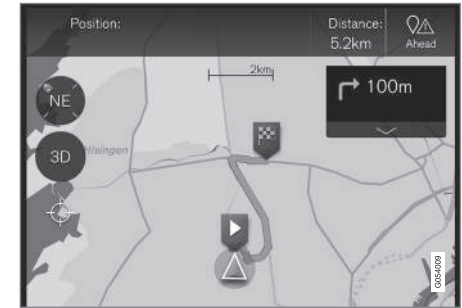 Position:
Distance:
5.2km
Ahead
2km
NE
100m
3D
Hisingen
G054009